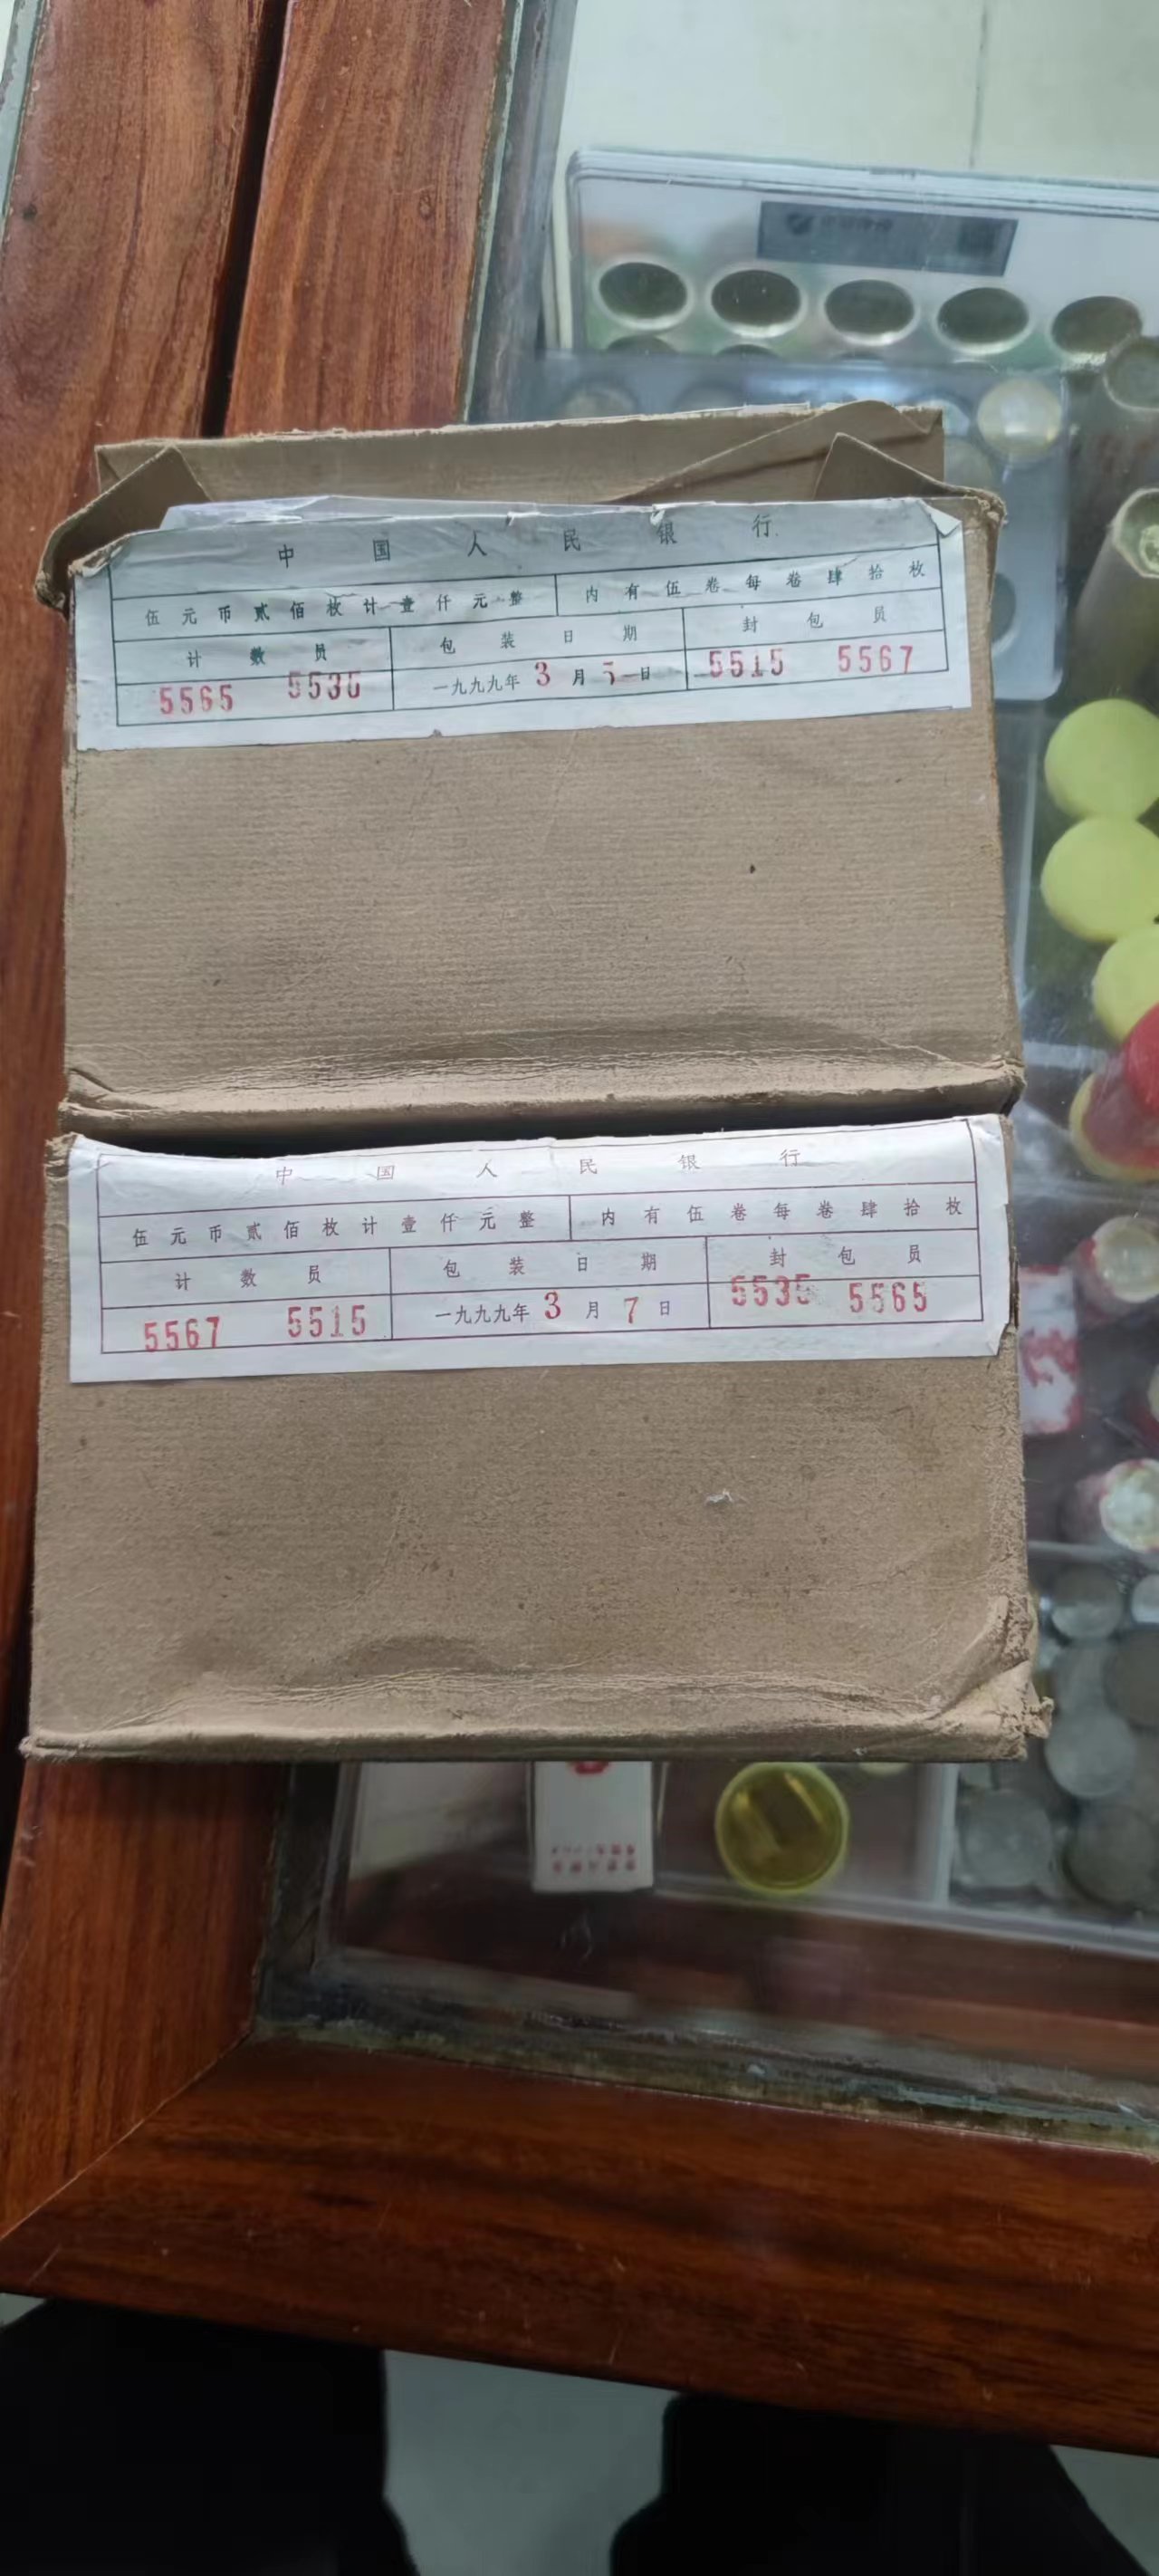 中国人民银行
伍元币贰佰枚计壹仟元整 内有伍卷每卷肆拾枚
计数员 包装日期 封包员
5565 5535 一九九九年3月5日 5515 5567
中国人民银行
伍元币贰佰枚计壹仟元整 内有伍卷每卷肆拾枚
计数员 包装日期 封包员
5567 5515 一九九九年3月7日 5535 5565